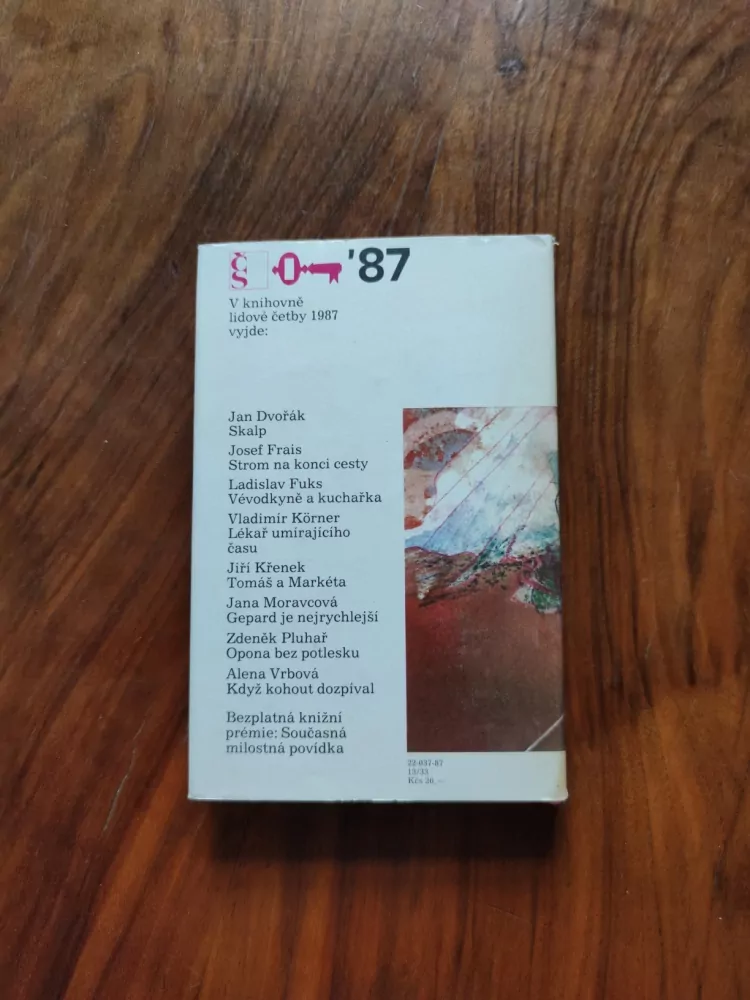 Č
S
'87
V knihovně
lidové četby 1987
vyjde:
Jan Dvořák
Skalp
Josef Frais
Strom na konci cesty
Ladislav Fuks
Vévodkyně a kuchařka
Vladimír Körner
Lékař umírajícího
času
Jiří Křenek
Tomáš a Markéta
Jana Moravcová
Gepard je nejrychlejší
Zdeněk Pluhař
Opona bez potlesku
Alena Vrbová
Když kohout dozpíval
Bezplatná knižní
prémie: Současná
milostná povídka
22-037-87
13/33
Kčs 26,—